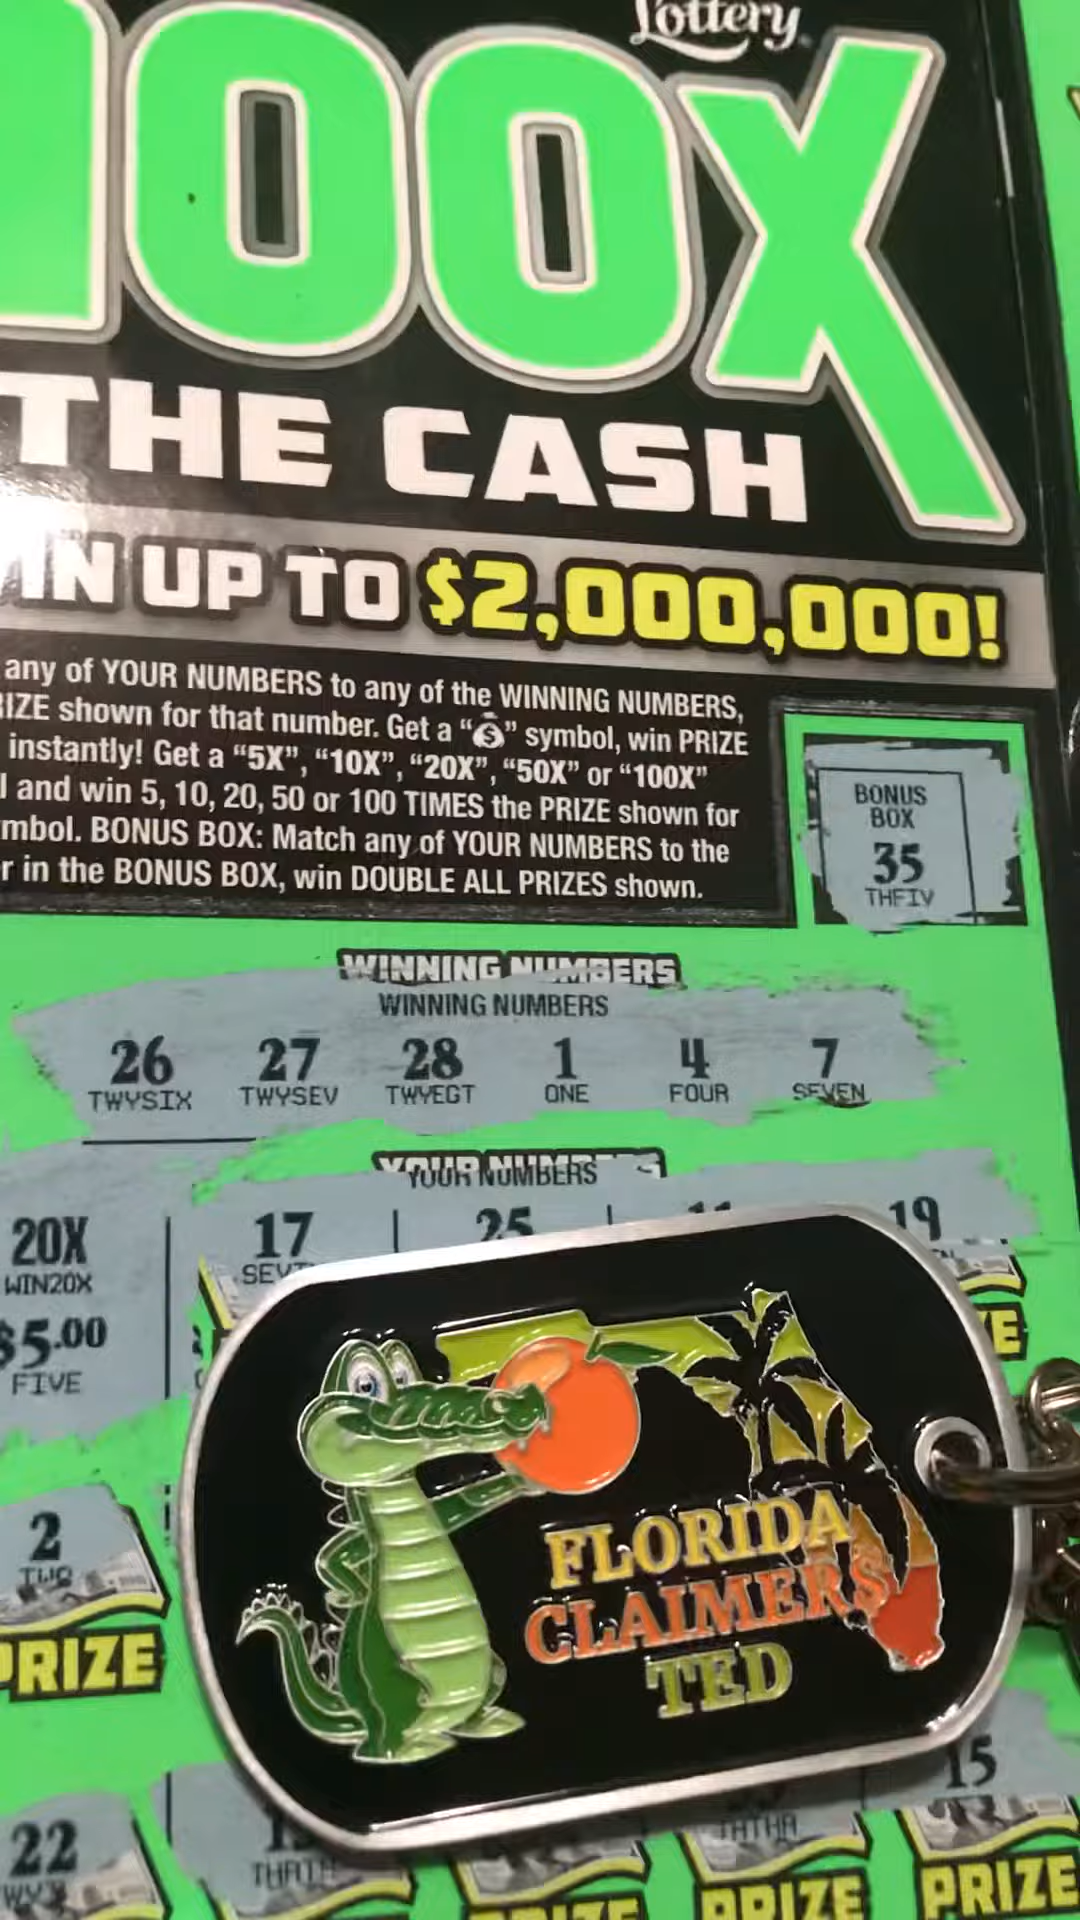 Lottery
100X
THE CASH
IN UP TO $2,000,000!
any of YOUR NUMBERS to any of the WINNING NUMBERS,
RIZE shown for that number. Get a “$” symbol, win PRIZE
instantly! Get a “5X”, “10X”, “20X”, “50X” or “100X”
l and win 5, 10, 20, 50 or 100 TIMES the PRIZE shown for
mbol. BONUS BOX: Match any of YOUR NUMBERS to the
r in the BONUS BOX, win DOUBLE ALL PRIZES shown.
BONUS
BOX
35
THFIV
WINNING NUMBERS
WINNING NUMBERS
26 27 28 1 4 7
TWYSIX TWYSEV TWYEGT ONE FOUR SEVEN
YOUR NUMBERS
YOUR NUMBERS
20X 17 25 19
WIN20X
$5.00
FIVE
2
TWO
PRIZE
FLORIDA
CLAIMERS
TED
15
22
PRIZE PRIZE